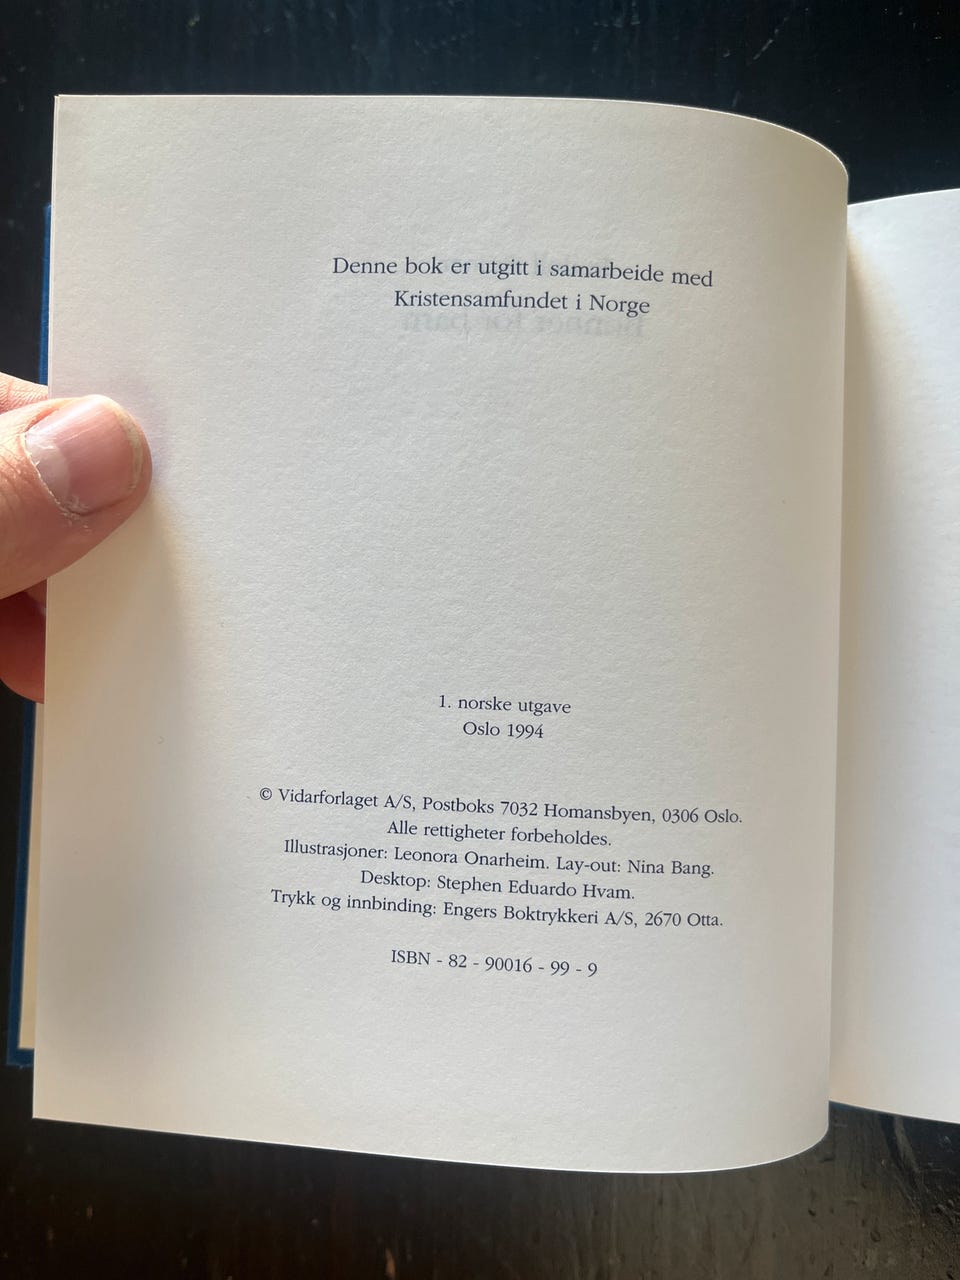 Denne bok er utgitt i samarbeide med
Kristensamfundet i Norge
1. norske utgave
Oslo 1994
© Vidarforlaget A/S, Postboks 7032 Homansbyen, 0306 Oslo.
Alle rettigheter forbeholdes.
Illustrasjoner: Leonora Onarheim. Lay-out: Nina Bang.
Desktop: Stephen Eduardo Hvam.
Trykk og innbinding: Engers Boktrykkeri A/S, 2670 Otta.
ISBN - 82 - 90016 - 99 - 9